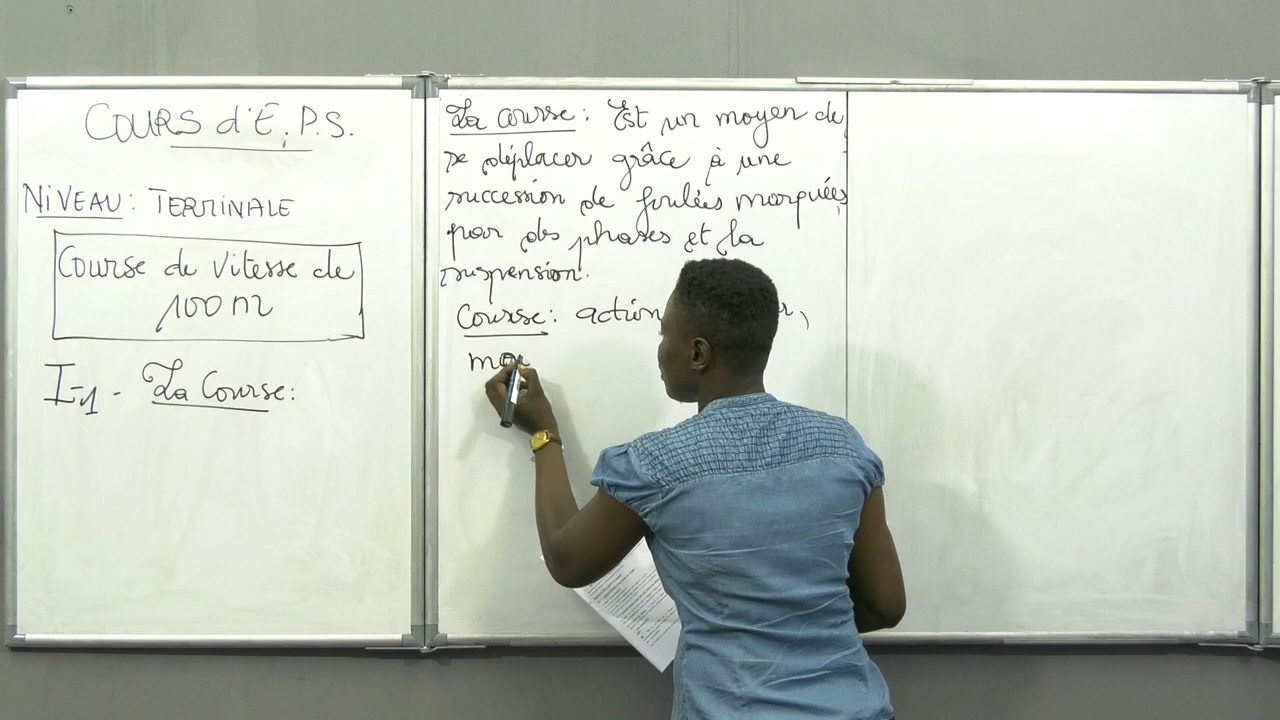 COURS d'E.P.S.
NIVEAU: TERMINALE
Course de Vitesse de
100 m
I-1 - La Course:
La course: Est un moyen de
se déplacer grâce à une
succession de foulées marquées
par des phases et la
suspension.
Course: action